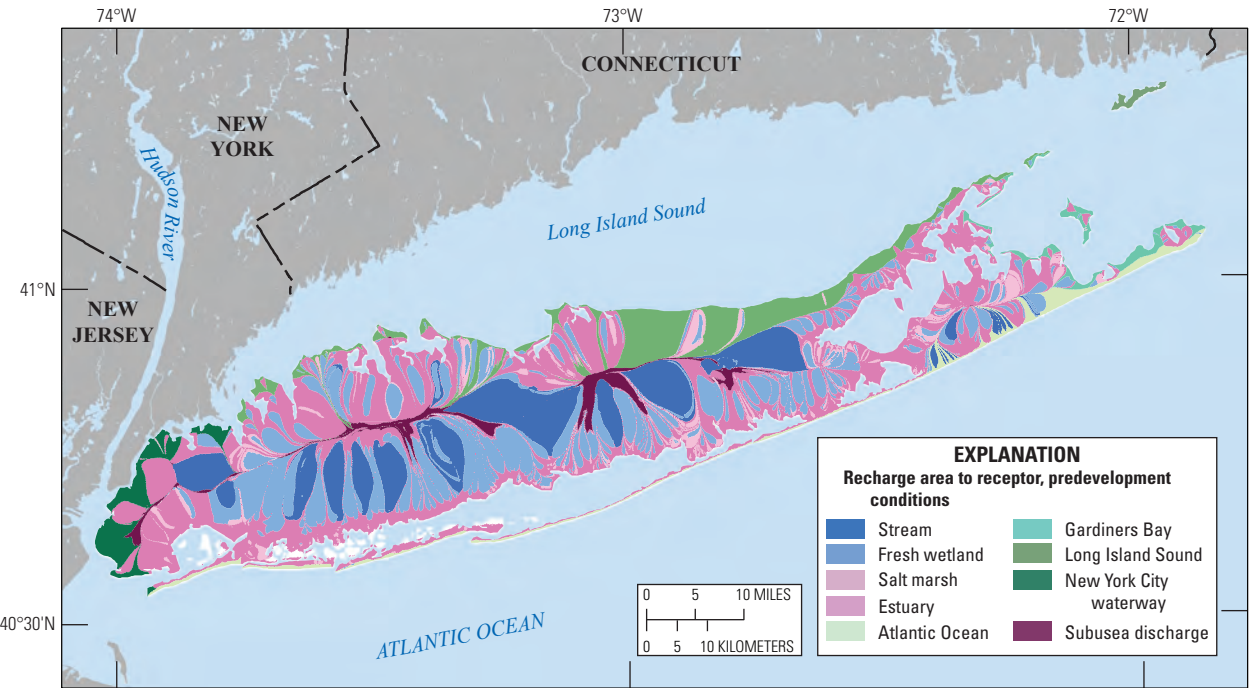 74°W
73°W
72°W
CONNECTICUT
NEW
YORK
Hudson River
Long Island Sound
41°N
NEW
JERSEY
EXPLANATION
Recharge area to receptor, predevelopment
conditions
Stream
Fresh wetland
Salt marsh
Estuary
Atlantic Ocean
Gardiners Bay
Long Island Sound
New York City
waterway
Subusea discharge
0 5 10 MILES
0 5 10 KILOMETERS
40°30'N
ATLANTIC OCEAN